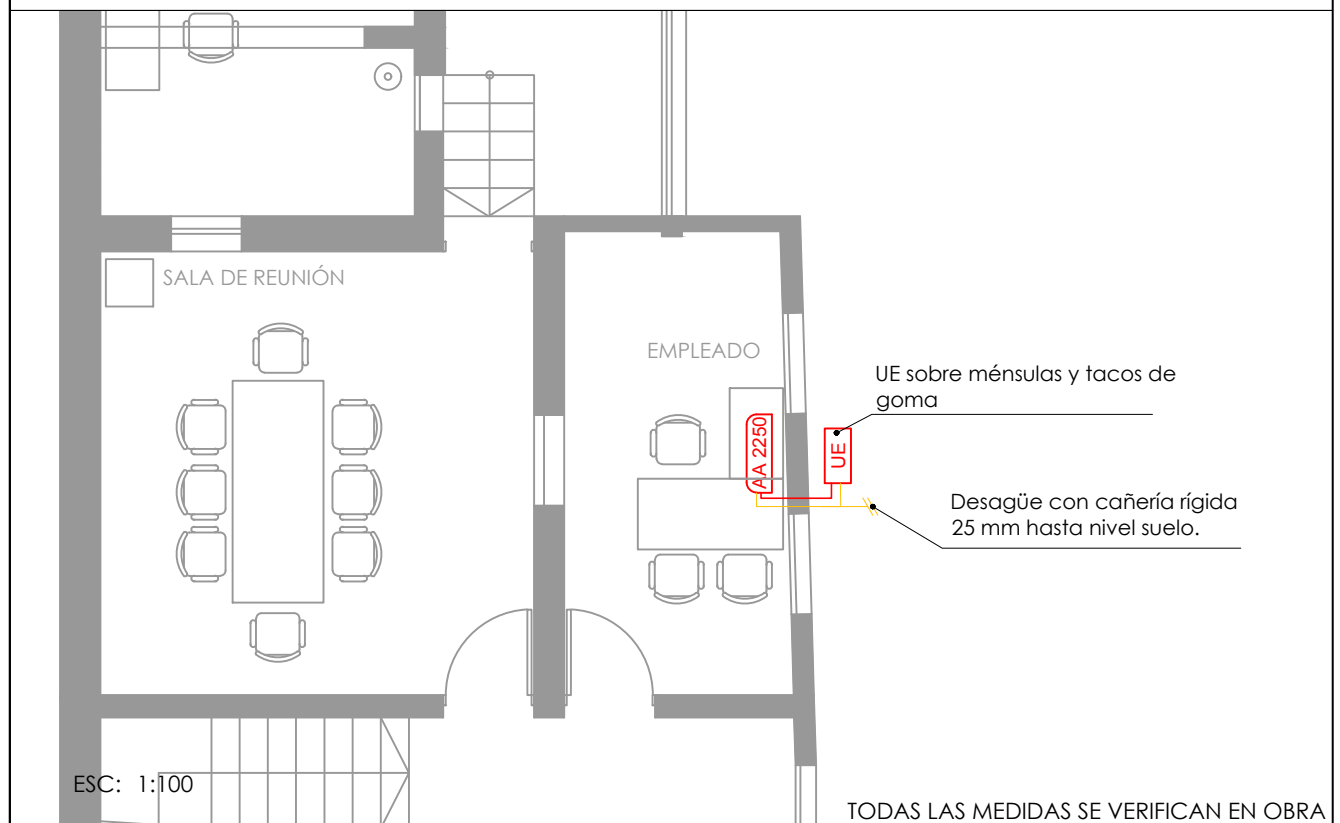 SALA DE REUNIÓN
EMPLEADO
UE sobre ménsulas y tacos de
goma
AA 2250
UE
Desagüe con cañería rígida
25 mm hasta nivel suelo.
ESC: 1:100
TODAS LAS MEDIDAS SE VERIFICAN EN OBRA